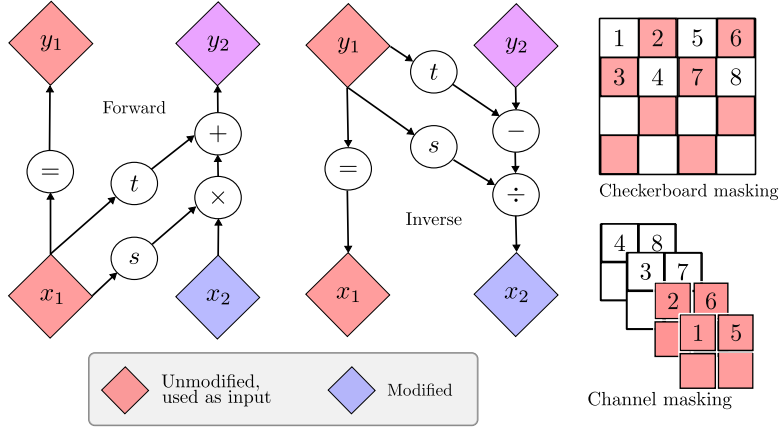 y₁
y₂
y₁
y₂
1 2 5 6
3 4 7 8
t
Forward
+
−
s
=
t
×
=
÷
Checkerboard masking
Inverse
s
4 8
3 7
x₁
x₂
x₁
x₂
2 6
1 5
Unmodified,
used as input
Modified
Channel masking